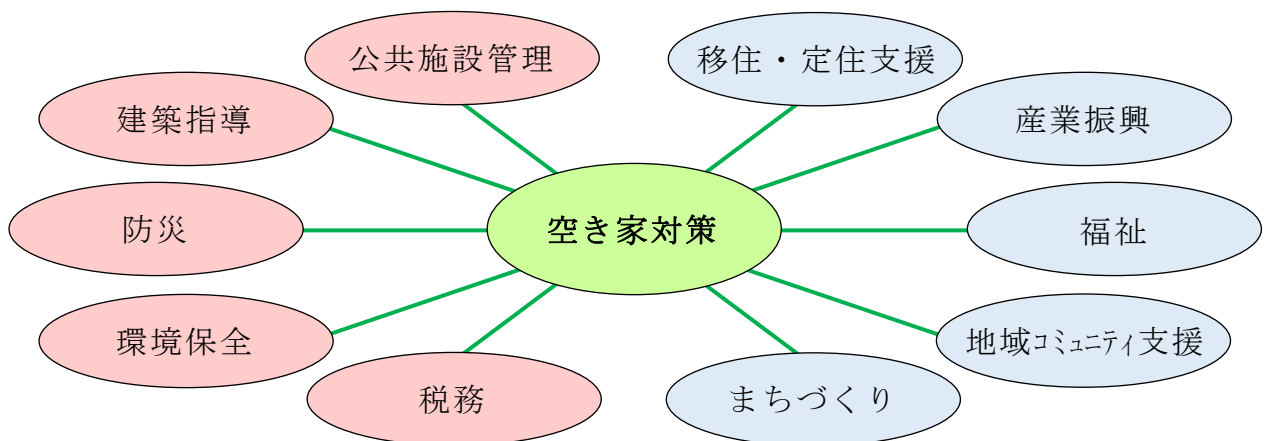 公共施設管理
移住・定住支援
建築指導
産業振興
防災
空き家対策
福祉
環境保全
地域ｺﾐｭﾆﾃｨ支援
税務
まちづくり